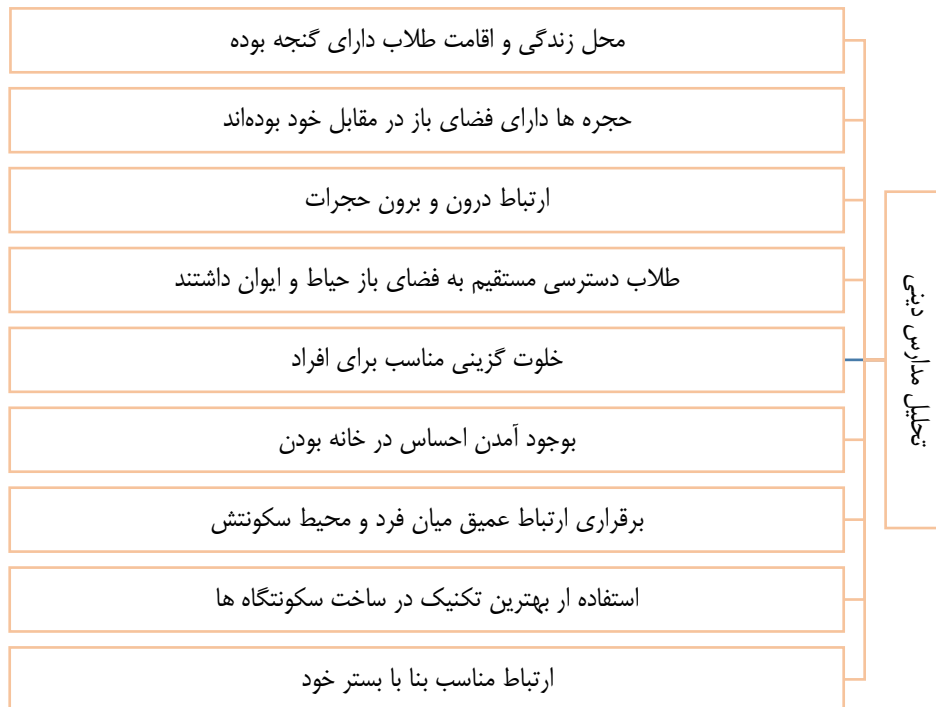 تحلیل مدارس دینی
محل زندگی و اقامت طلاب دارای گنجه بوده
حجره ها دارای فضای باز در مقابل خود بوده‌اند
ارتباط درون و برون حجرات
طلاب دسترسی مستقیم به فضای باز حیاط و ایوان داشتند
خلوت گزینی مناسب برای افراد
بوجود آمدن احساس در خانه بودن
برقراری ارتباط عمیق میان فرد و محیط سکونتش
استفاده ار بهترین تکنیک در ساخت سکونتگاه ها
ارتباط مناسب بنا با بستر خود